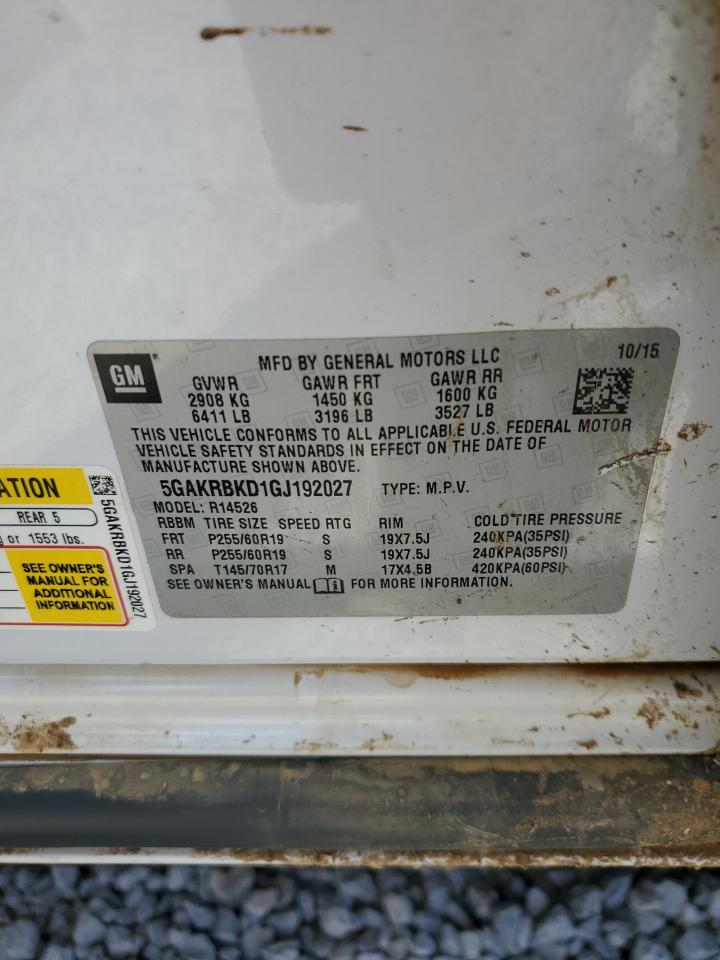 GM
MFD BY GENERAL MOTORS LLC 10/15
GVWR GAWR FRT GAWR RR
2908 KG 1450 KG 1600 KG
6411 LB 3196 LB 3527 LB
THIS VEHICLE CONFORMS TO ALL APPLICABLE U.S. FEDERAL MOTOR
VEHICLE SAFETY STANDARDS IN EFFECT ON THE DATE OF
MANUFACTURE SHOWN ABOVE.
5GAKRBKD1GJ192027 TYPE: M.P.V.
MODEL: R14526
RBBM TIRE SIZE SPEED RTG RIM COLD TIRE PRESSURE
FRT P255/60R19 S 19X7.5J 240KPA(35PSI)
RR P255/60R19 S 19X7.5J 240KPA(35PSI)
SPA T145/70R17 M 17X4.5B 420KPA(60PSI)
SEE OWNER'S MANUAL FOR MORE INFORMATION.
ATION
REAR 5
or 1553 lbs.
SEE OWNER'S
MANUAL FOR
ADDITIONAL
INFORMATION
5GAKRBKD1GJ192027